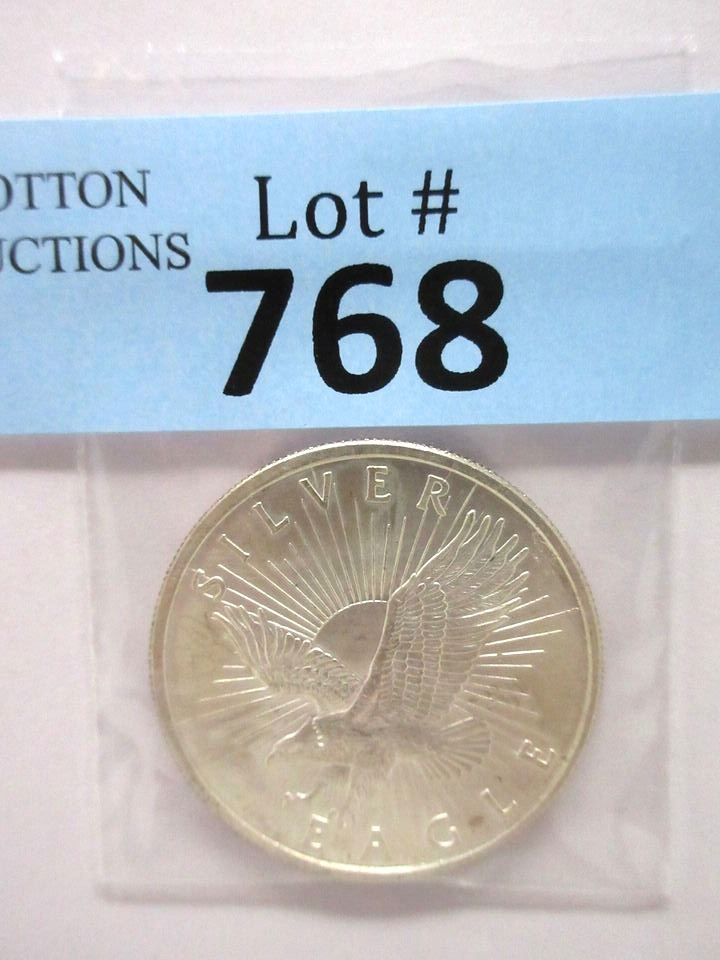 OTTON
UCTIONS
Lot #
768
SILVER
EAGLE